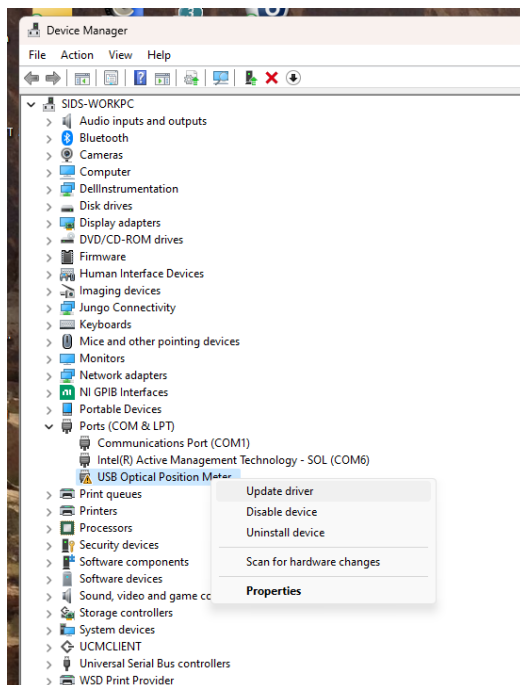 Device Manager
File Action View Help
SIDS-WORKPC
Audio inputs and outputs
Bluetooth
Cameras
Computer
DellInstrumentation
Disk drives
Display adapters
DVD/CD-ROM drives
Firmware
Human Interface Devices
Imaging devices
Jungo Connectivity
Keyboards
Mice and other pointing devices
Monitors
Network adapters
NI GPIB Interfaces
Portable Devices
Ports (COM & LPT)
Communications Port (COM1)
Intel(R) Active Management Technology - SOL (COM6)
USB Optical Position Meter
Update driver
Disable device
Uninstall device
Scan for hardware changes
Properties
Print queues
Printers
Processors
Security devices
Software components
Software devices
Sound, video and game co
Storage controllers
System devices
UCMCLIENT
Universal Serial Bus controllers
WSD Print Provider